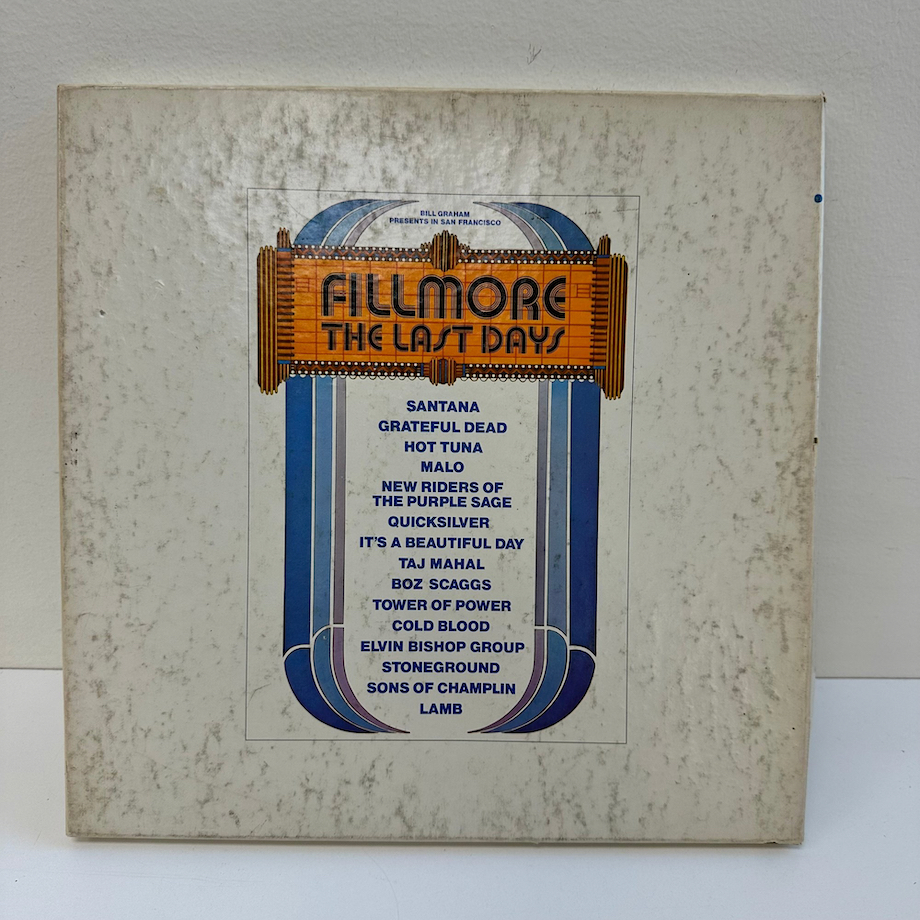 BILL GRAHAM
PRESENTS IN SAN FRANCISCO
FILLMORE
THE LAST DAYS
SANTANA
GRATEFUL DEAD
HOT TUNA
MALO
NEW RIDERS OF
THE PURPLE SAGE
QUICKSILVER
IT'S A BEAUTIFUL DAY
TAJ MAHAL
BOZ SCAGGS
TOWER OF POWER
COLD BLOOD
ELVIN BISHOP GROUP
STONEGROUND
SONS OF CHAMPLIN
LAMB